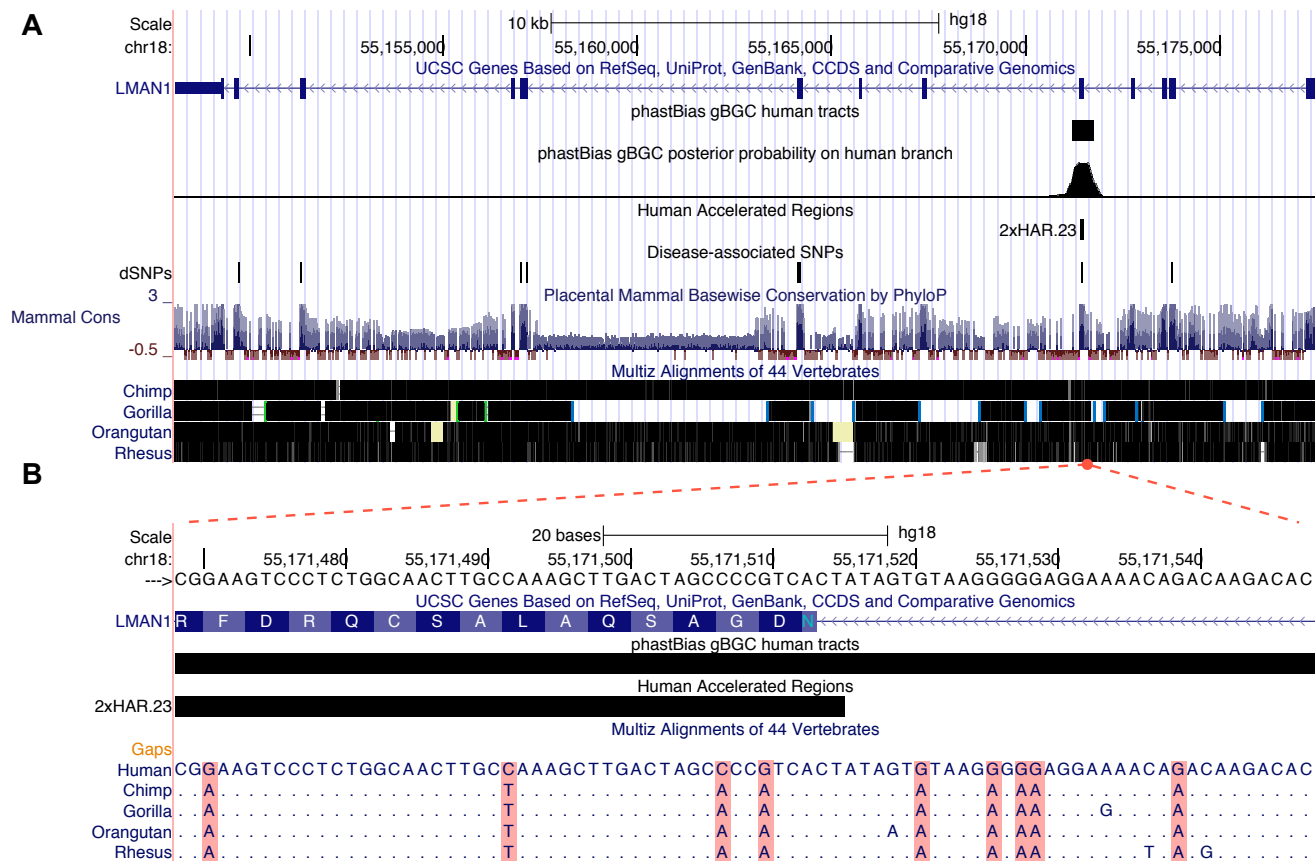 A
Scale 10 kb hg18
chr18: 55,155,000 55,160,000 55,165,000 55,170,000 55,175,000
UCSC Genes Based on RefSeq, UniProt, GenBank, CCDS and Comparative Genomics
LMAN1
phastBias gBGC human tracts
phastBias gBGC posterior probability on human branch
Human Accelerated Regions
2xHAR.23
Disease-associated SNPs
dSNPs
Placental Mammal Basewise Conservation by PhyloP
3
Mammal Cons
-0.5
Multiz Alignments of 44 Vertebrates
Chimp
Gorilla
Orangutan
Rhesus
B
Scale 20 bases hg18
chr18: 55,171,480 55,171,490 55,171,500 55,171,510 55,171,520 55,171,530 55,171,540
---> CGGAAGTCCCTCTGGCAACTTGCCAAAGCTTGACTAGCCCCGTCACTATAGTGTAAGGGGGAGGAAAACAGACAAGACAC
UCSC Genes Based on RefSeq, UniProt, GenBank, CCDS and Comparative Genomics
LMAN1 R F D R Q C S A L A Q S A G D N
phastBias gBGC human tracts
Human Accelerated Regions
2xHAR.23
Multiz Alignments of 44 Vertebrates
Gaps
Human CGGAAGTCCCTCTGGCAACTTGCCAAAGCTTGACTAGCCCCGTCACTATAGTGTAAGGGGGAGGAAAACAGACAAGACAC
Chimp ..A....................T..............A..A..........A....A.AA.........A.........
Gorilla ..A....................T..............A..A..........A....A.AA....G....A.........
Orangutan ..A....................T..............A..A........A.A....A.AA.........A.........
Rhesus ..A....................T..............A..A..........A....A.AA.......T.A.G.......